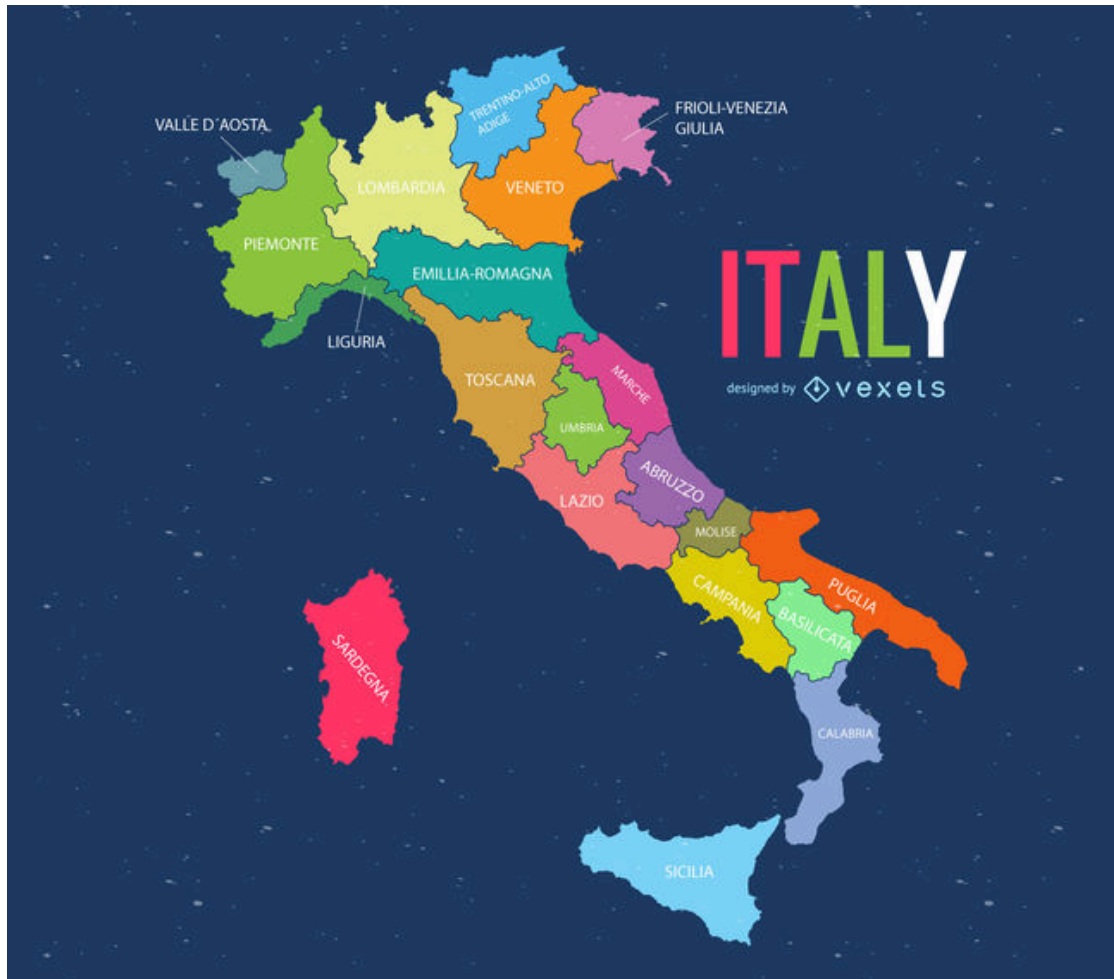 TRENTINO-ALTO
ADIGE
FRIOLI-VENEZIA
GIULIA
VALLE D´AOSTA
LOMBARDIA
VENETO
PIEMONTE
EMILLIA-ROMAGNA
ITALY
LIGURIA
TOSCANA
MARCHE
designed by vexels
UMBRIA
ABRUZZO
LAZIO
MOLISE
CAMPANIA
PUGLIA
BASILICATA
SARDEGNA
CALABRIA
SICILIA